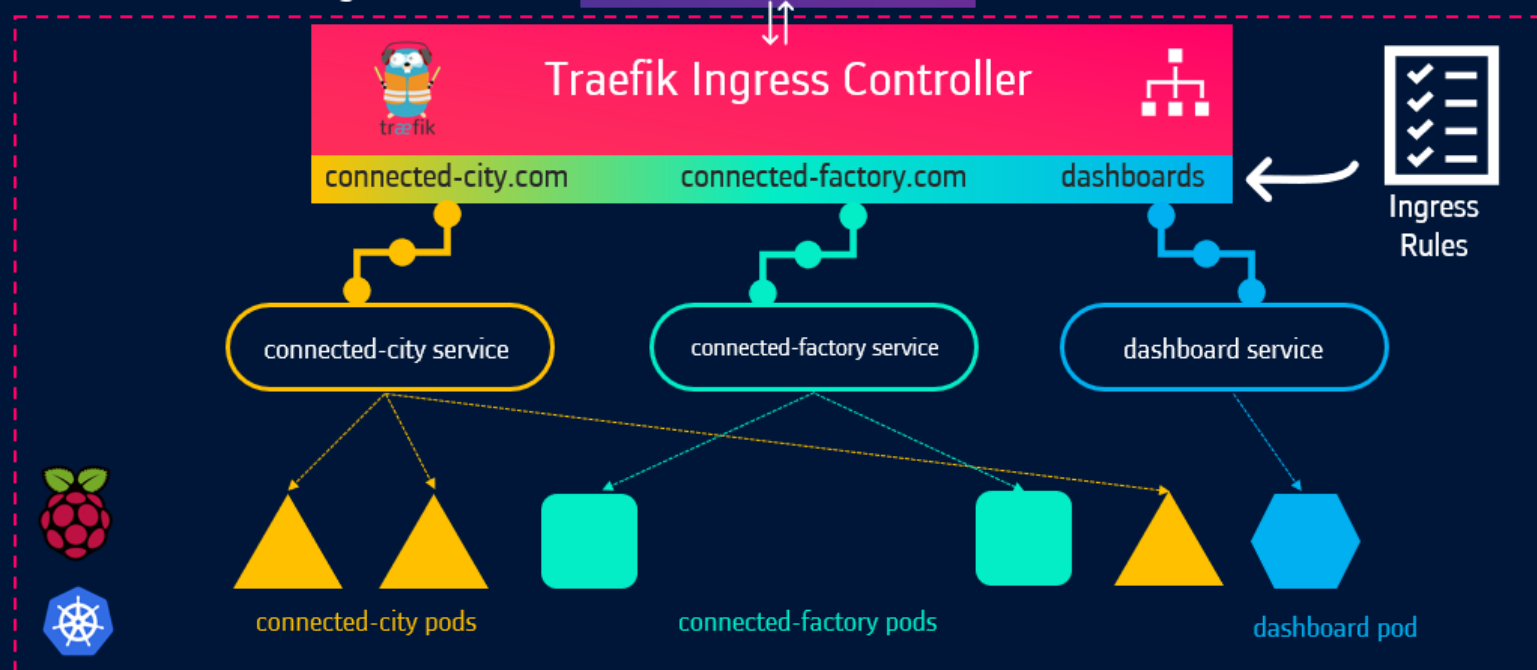 Traefik Ingress Controller
træfik
connected-city.com
connected-factory.com
dashboards
Ingress
Rules
connected-city service
connected-factory service
dashboard service
connected-city pods
connected-factory pods
dashboard pod